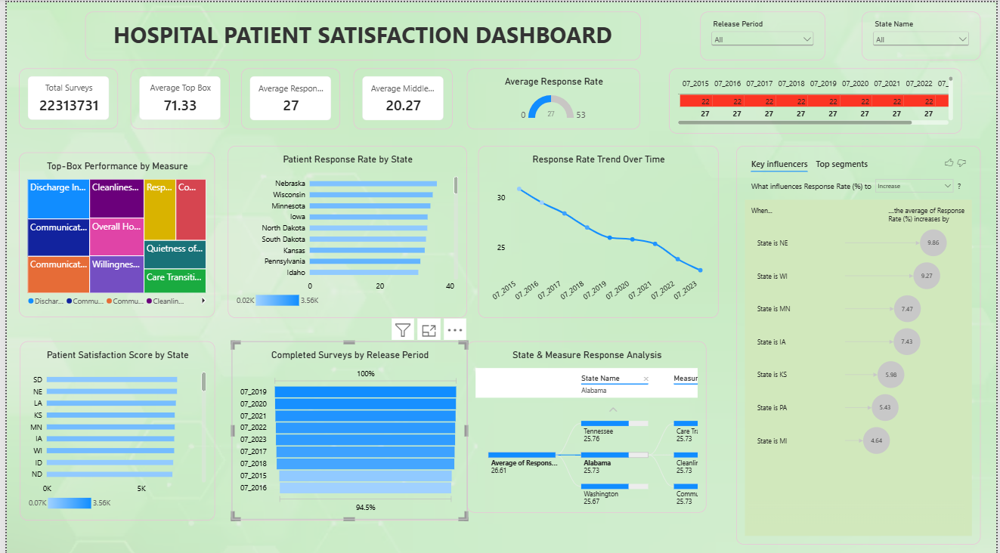 HOSPITAL PATIENT SATISFACTION DASHBOARD
Release Period
All
State Name
All
Total Surveys
22313731
Average Top Box
71.33
Average Respon...
27
Average Middle...
20.27
Average Response Rate
0 27 53
07_2015 07_2016 07_2017 07_2018 07_2019 07_2020 07_2021 07_2022 07_
22 22 22 22 22 22 22 22
27 27 27 27 27 27 27 27
Top-Box Performance by Measure
Discharge In... Cleanlines... Resp... Co...
Communicat... Overall Ho...
Quietness of...
Communicat... Willingnes...
Care Transiti...
Dischar... Commu... Commu... Cleanlin...
Patient Response Rate by State
Nebraska
Wisconsin
Minnesota
Iowa
North Dakota
South Dakota
Kansas
Pennsylvania
Idaho
0 20 40
0.02K 3.56K
Response Rate Trend Over Time
30
25
07_2015 07_2016 07_2017 07_2018 07_2019 07_2020 07_2021 07_2022 07_2023
Key influencers Top segments
What influences Response Rate (%) to Increase ?
When...
....the average of Response
Rate (%) increases by
State is NE 9.86
State is WI 9.27
State is MN 7.47
State is IA 7.43
State is KS 5.98
State is PA 5.43
State is MI 4.64
Patient Satisfaction Score by State
SD
NE
LA
KS
MN
IA
WI
ID
ND
0K 5K
0.07K 3.56K
Completed Surveys by Release Period
100%
07_2019
07_2020
07_2021
07_2022
07_2023
07_2017
07_2018
07_2015
07_2016
94.5%
State & Measure Response Analysis
State Name Measur
Alabama
Tennessee
25.76
Care Tra
25.73
Average of Respons...
26.61
Alabama
25.73
Cleanlin
25.73
Washington
25.67
Commu
25.73